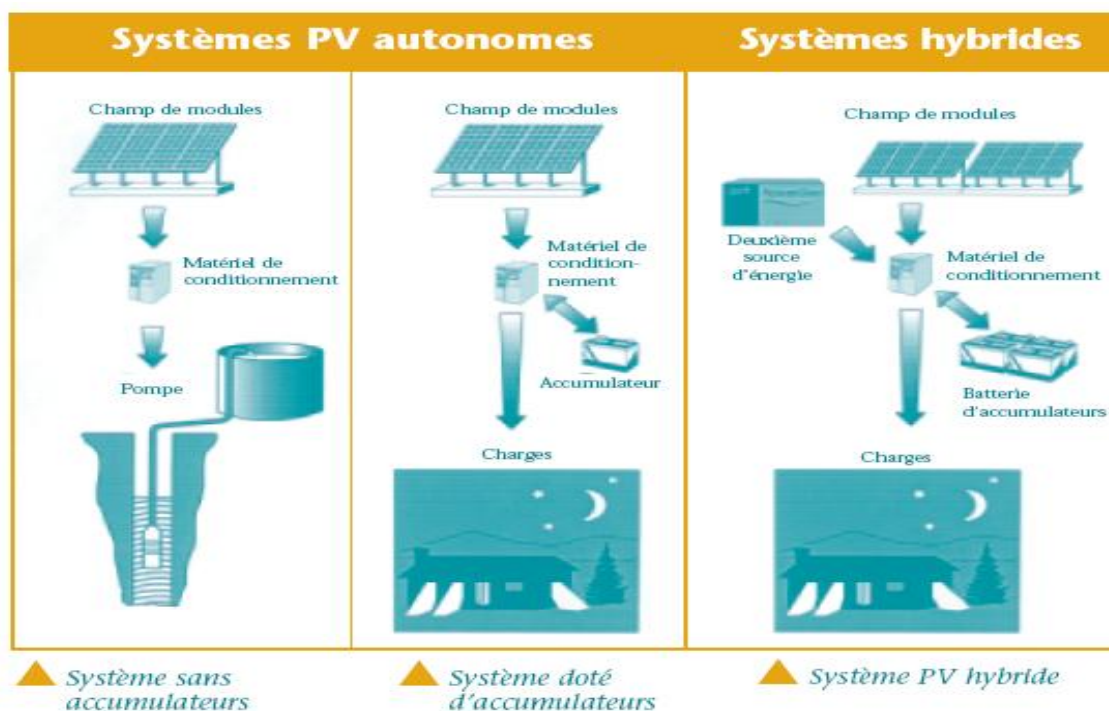 Systèmes PV autonomes
Systèmes hybrides
Champ de modules
Matériel de
conditionnement
Pompe
Champ de modules
Matériel de
condition-
nement
Accumulateur
Charges
Champ de modules
Deuxième
source
d'énergie
Matériel de
conditionnement
Batterie
d'accumulateurs
Charges
Système sans
accumulateurs
Système doté
d'accumulateurs
Système PV hybride